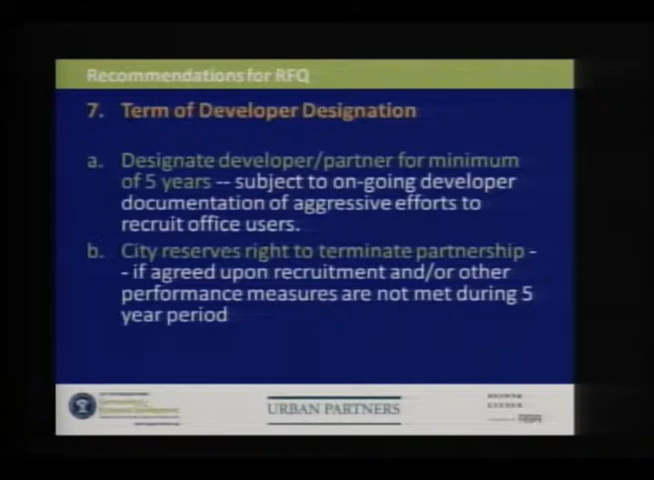 Recommendations for RFQ
7. Term of Developer Designation
a. Designate developer/partner for minimum
of 5 years -- subject to on-going developer
documentation of aggressive efforts to
recruit office users.
b. City reserves right to terminate partnership -
- if agreed upon recruitment and/or other
performance measures are not met during 5
year period
URBAN PARTNERS